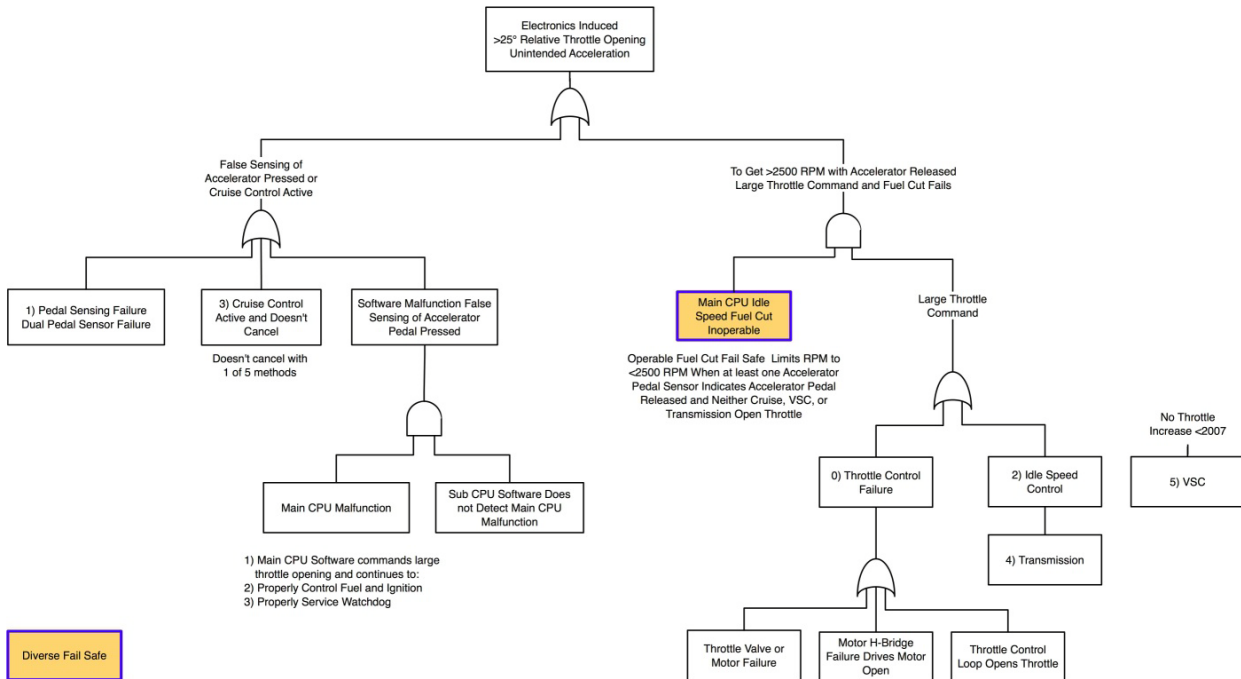 Electronics Induced
>25° Relative Throttle Opening
Unintended Acceleration
False Sensing of
Accelerator Pressed or
Cruise Control Active
To Get >2500 RPM with Accelerator Released
Large Throttle Command and Fuel Cut Fails
1) Pedal Sensing Failure
Dual Pedal Sensor Failure
3) Cruise Control
Active and Doesn't
Cancel
Doesn't cancel with
1 of 5 methods
Software Malfunction False
Sensing of Accelerator
Pedal Pressed
Main CPU Idle
Speed Fuel Cut
Inoperable
Operable Fuel Cut Fail Safe Limits RPM to
<2500 RPM When at least one Accelerator
Pedal Sensor Indicates Accelerator Pedal
Released and Neither Cruise, VSC, or
Transmission Open Throttle
Large Throttle
Command
No Throttle
Increase <2007
0) Throttle Control
Failure
2) Idle Speed
Control
5) VSC
Main CPU Malfunction
Sub CPU Software Does
not Detect Main CPU
Malfunction
4) Transmission
1) Main CPU Software commands large
throttle opening and continues to:
2) Properly Control Fuel and Ignition
3) Properly Service Watchdog
Diverse Fail Safe
Throttle Valve or
Motor Failure
Motor H-Bridge
Failure Drives Motor
Open
Throttle Control
Loop Opens Throttle